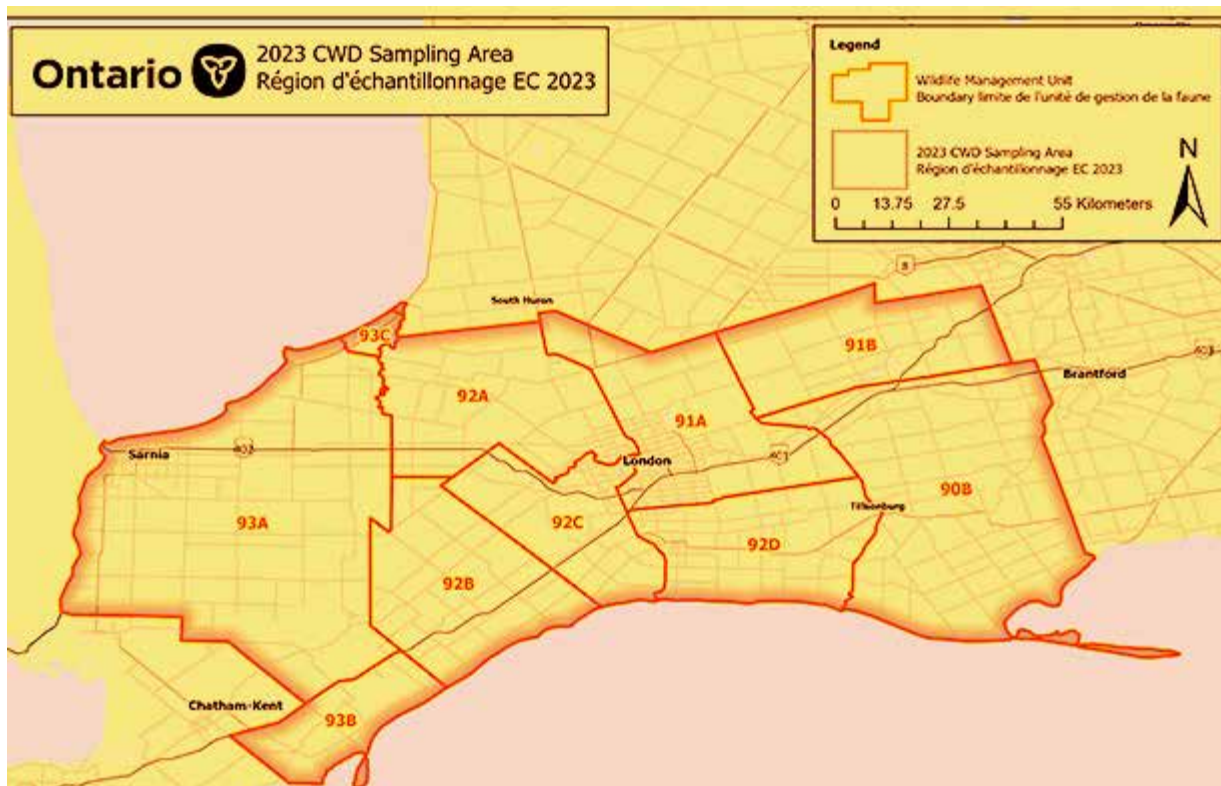 Ontario
2023 CWD Sampling Area
Région d'échantillonnage EC 2023
Legend
Wildlife Management Unit
Boundary limite de l'unité de gestion de la faune
2023 CWD Sampling Area
Région d'échantillonnage EC 2023
N
0 13.75 27.5 55 Kilometers
8
South Huron
93C
91B
403
Brantford
92A
91A
Sarnia
402
London
401
93A
90B
Tillsonburg
92C
92D
92B
Chatham-Kent
93B